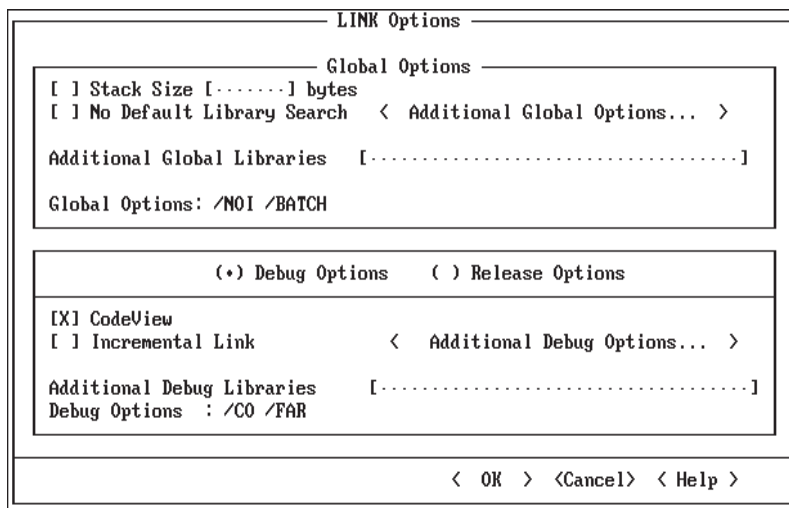 LINK Options
Global Options
[ ] Stack Size [·······] bytes
[ ] No Default Library Search < Additional Global Options... >
Additional Global Libraries [····································]
Global Options: /NOI /BATCH
(•) Debug Options ( ) Release Options
[X] CodeView
[ ] Incremental Link < Additional Debug Options... >
Additional Debug Libraries [····································]
Debug Options : /CO /FAR
< OK > <Cancel> < Help >